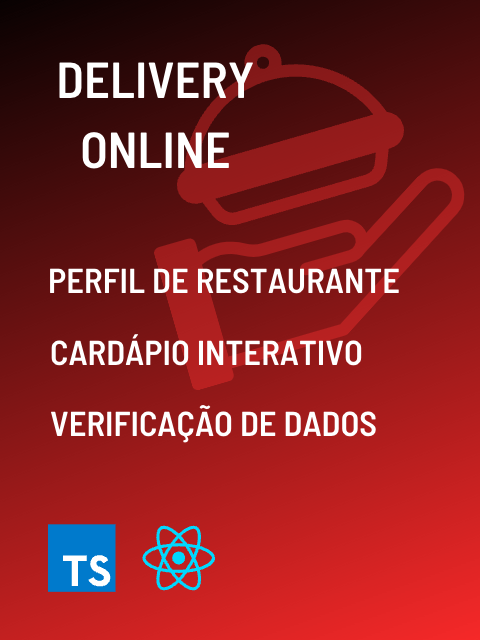 DELIVERY
ONLINE
PERFIL DE RESTAURANTE
CARDÁPIO INTERATIVO
VERIFICAÇÃO DE DADOS
TS